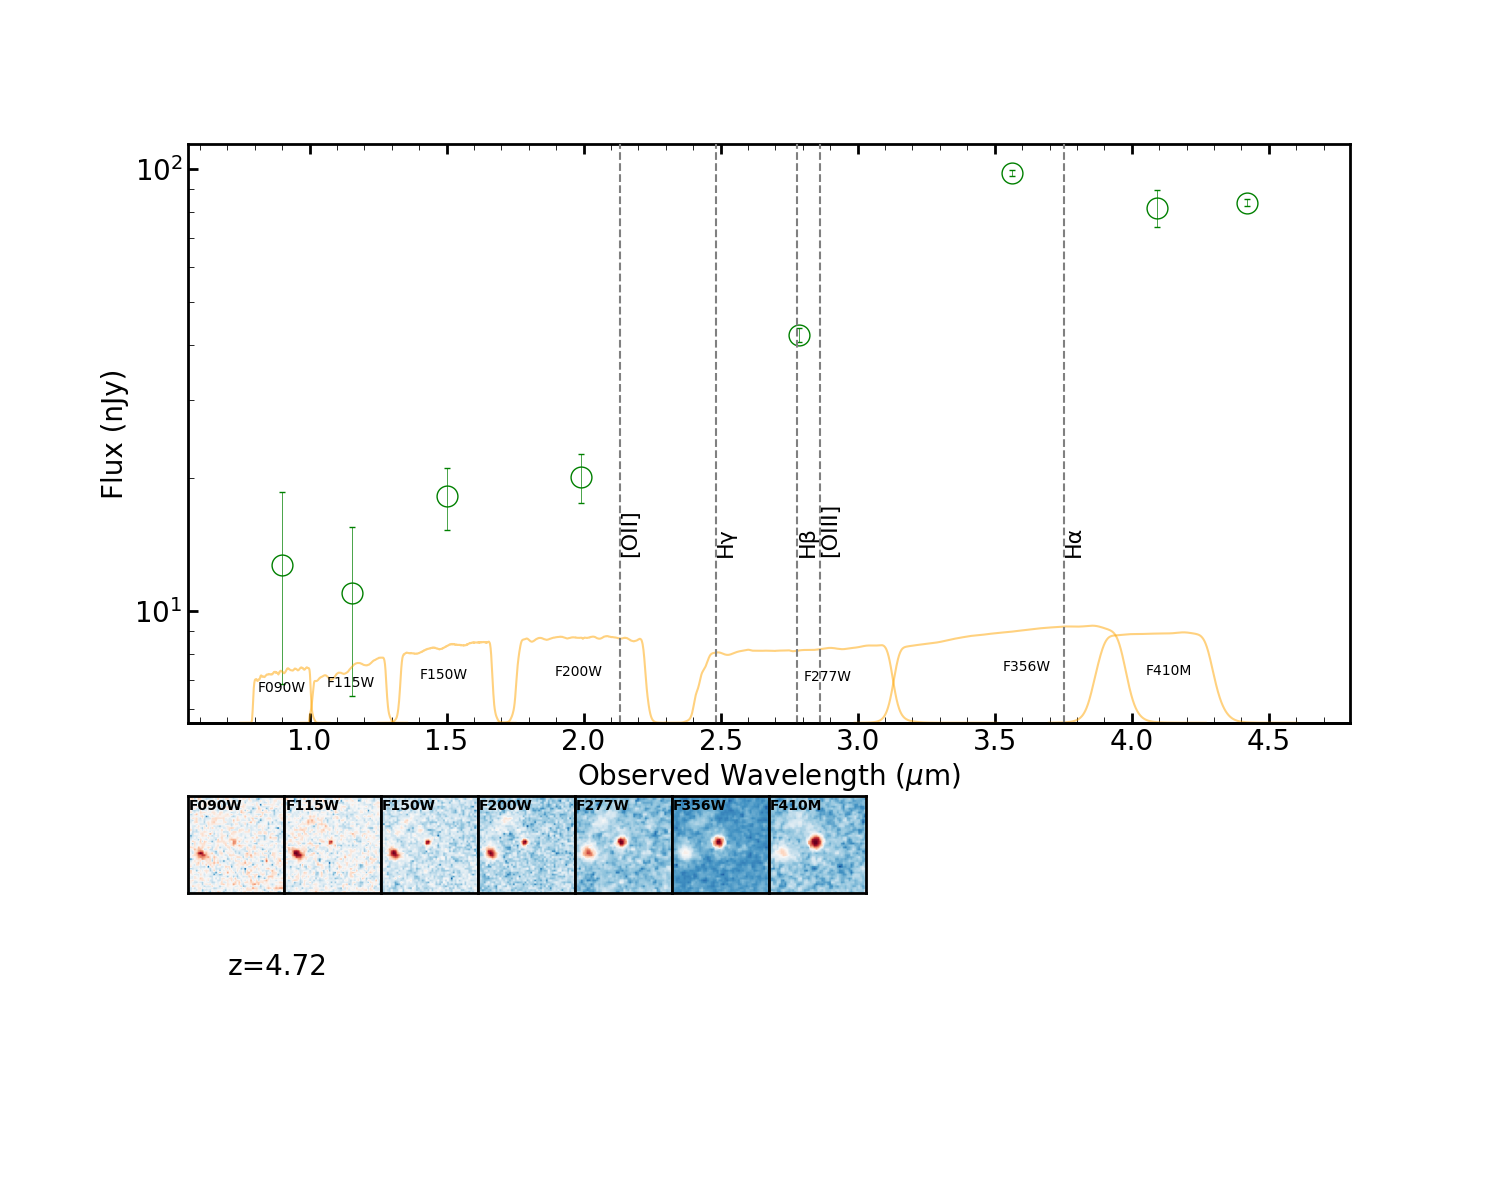 10²
10¹
Flux (nJy)
[OII]
Hγ
Hβ
[OIII]
Hα
F090W
F115W
F150W
F200W
F277W
F356W
F410M
1.0 1.5 2.0 2.5 3.0 3.5 4.0 4.5
Observed Wavelength (μm)
F090W F115W F150W F200W F277W F356W F410M
z=4.72